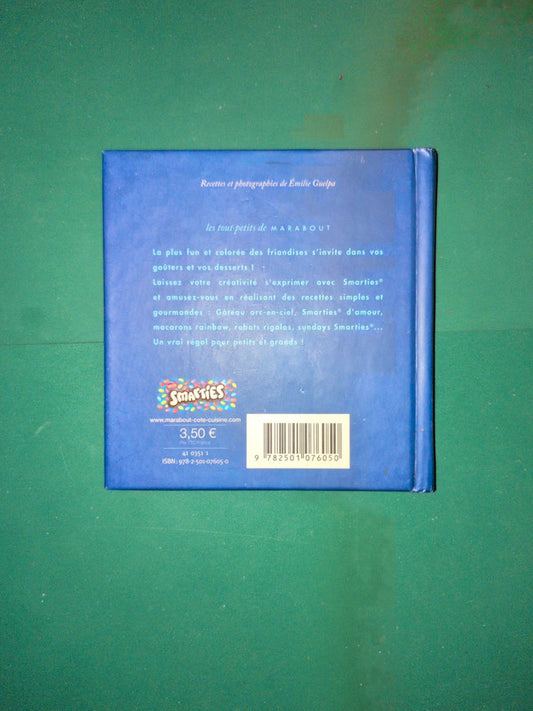 Recettes et photographies de Émilie Guelpa
les tout-petits de MARABOUT
La plus fun et colorée des friandises s'invite dans vos
goûters et vos desserts !
Laissez votre créativité s'exprimer avec Smarties®
et amusez-vous en réalisant des recettes simples et
gourmandes : Gâteau arc-en-ciel, Smarties® d'amour,
macarons rainbow, robots rigolos, sundays Smarties®...
Un vrai régal pour petits et grands !
SMARTIES
www.marabout-cote-cuisine.com
3,50 €
Prix TTC France
41 0351 1
ISBN : 978-2-501-07605-0
9 782501 076050